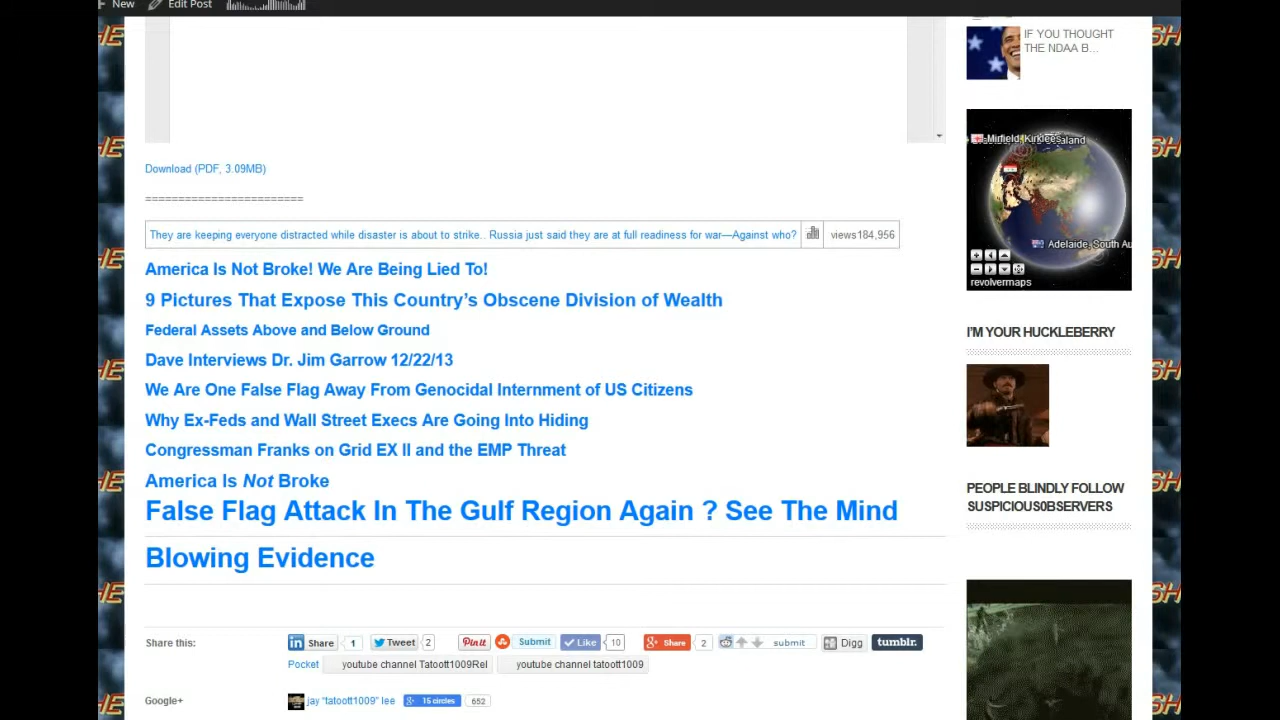 New Edit Post
IF YOU THOUGHT
THE NDAA B...
Mirfield, Kirklees
Adelaide, South Au
revolvermaps
Download (PDF, 3.09MB)
========================
They are keeping everyone distracted while disaster is about to strike.. Russia just said they are at full readiness for war—Against who? views184,956
America Is Not Broke! We Are Being Lied To!
9 Pictures That Expose This Country's Obscene Division of Wealth
Federal Assets Above and Below Ground
Dave Interviews Dr. Jim Garrow 12/22/13
We Are One False Flag Away From Genocidal Internment of US Citizens
Why Ex-Feds and Wall Street Execs Are Going Into Hiding
Congressman Franks on Grid EX II and the EMP Threat
America Is Not Broke
False Flag Attack In The Gulf Region Again ? See The Mind
Blowing Evidence
I'M YOUR HUCKLEBERRY
PEOPLE BLINDLY FOLLOW
SUSPICIOUS0BSERVERS
Share this: in Share 1 Tweet 2 Pin it Submit Like 10 g+ Share 2 submit Digg tumblr.
Pocket youtube channel Tatoott1009Rel youtube channel tatoott1009
Google+ jay "tatoott1009" lee 15 circles 652